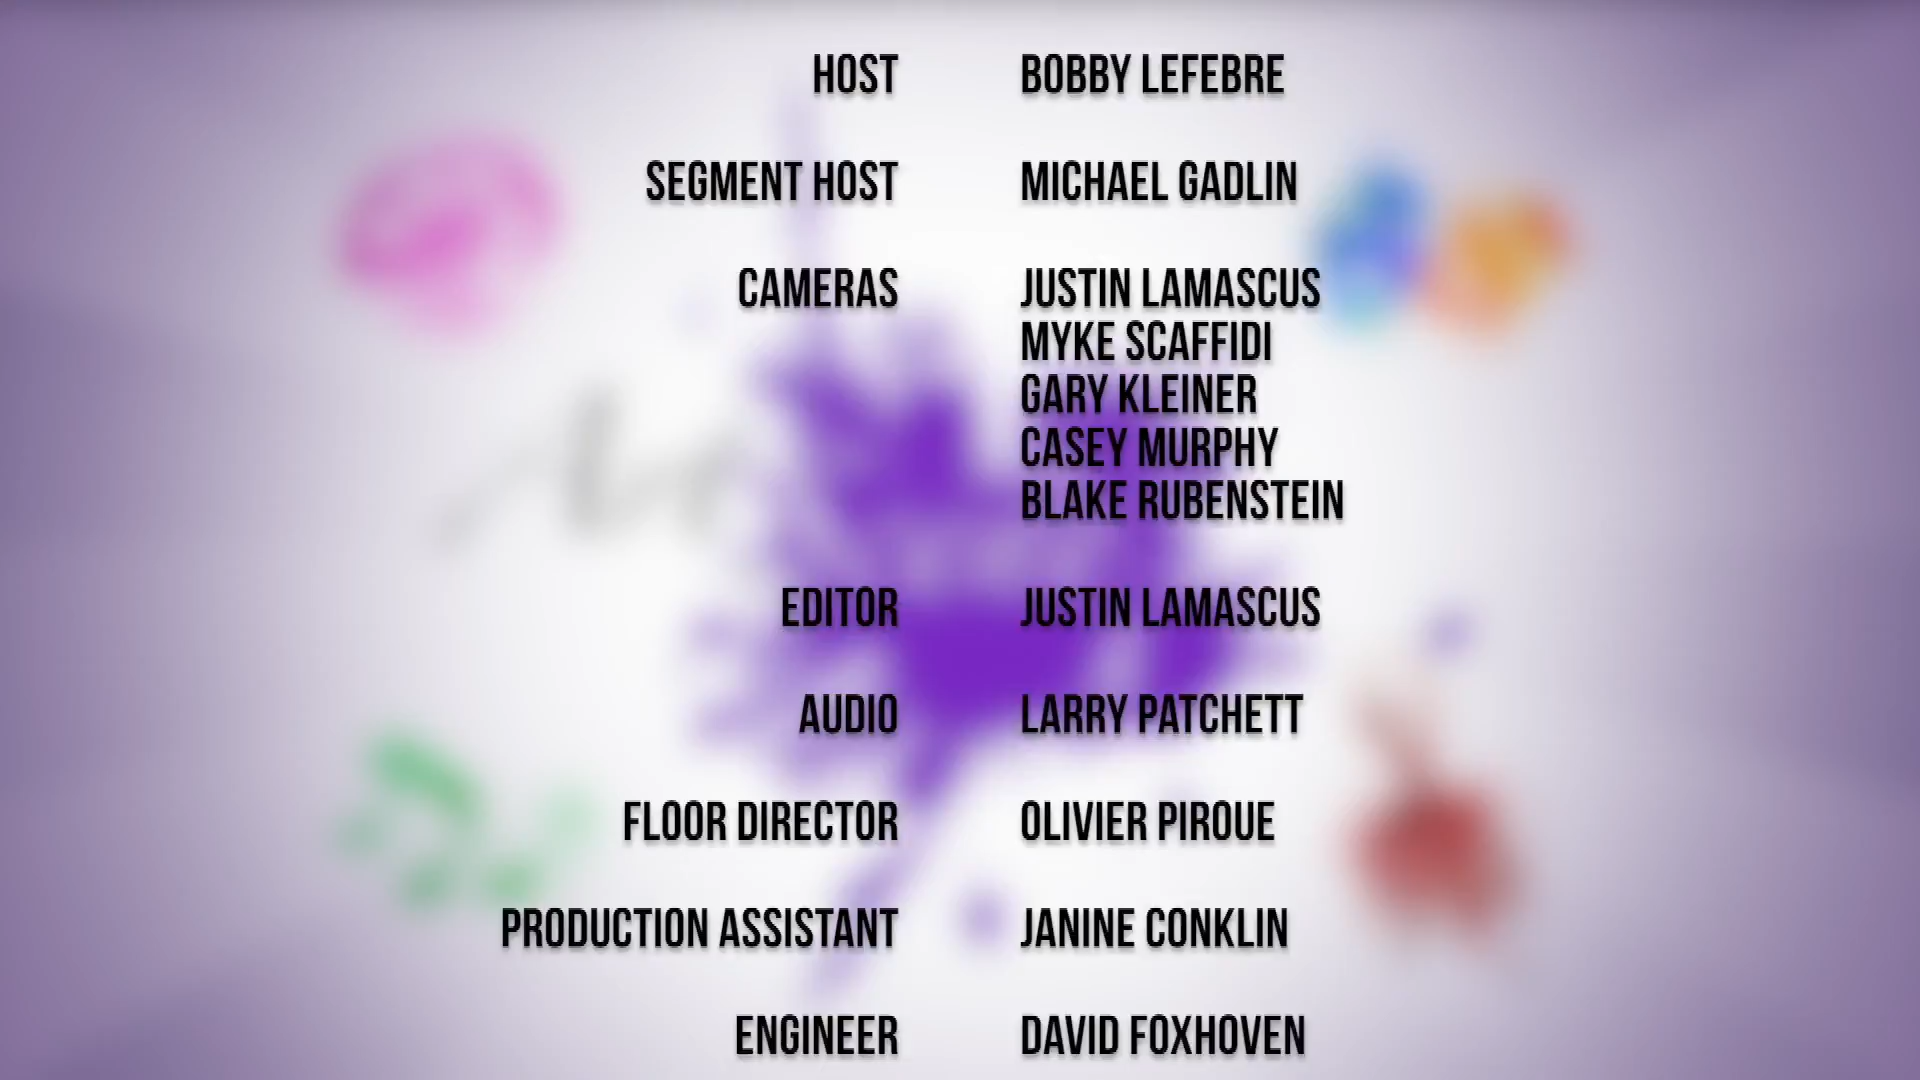 HOST BOBBY LEFEBRE
SEGMENT HOST MICHAEL GADLIN
CAMERAS JUSTIN LAMASCUS
MYKE SCAFFIDI
GARY KLEINER
CASEY MURPHY
BLAKE RUBENSTEIN
EDITOR JUSTIN LAMASCUS
AUDIO LARRY PATCHETT
FLOOR DIRECTOR OLIVIER PIROUE
PRODUCTION ASSISTANT JANINE CONKLIN
ENGINEER DAVID FOXHOVEN